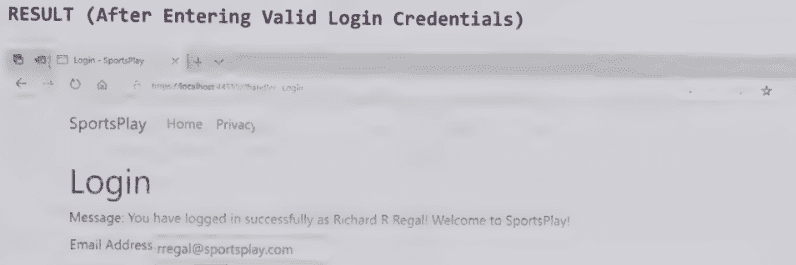 RESULT (After Entering Valid Login Credentials)
Login - SportsPlay
SportsPlay Home Privacy
Login
Message: You have logged in successfully as Richard R Regal! Welcome to SportsPlay!
Email Address rregal@sportsplay.com